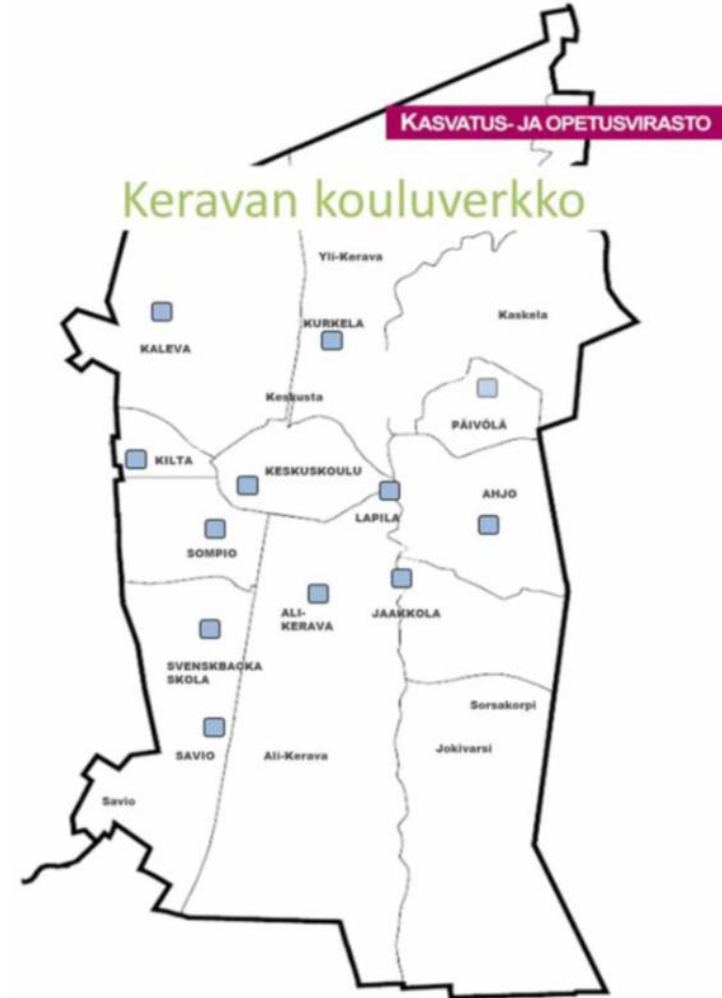 KASVATUS- JA OPETUSVIRASTO
Keravan kouluverkko
Yli-Kerava
Kaskela
KURKELA
KALEVA
Keskusta
PÄIVÖLÄ
KILTA
KESKUSKOULU
AHJO
LAPILA
SOMPIO
ALI-
KERAVA
JAAKKOLA
SVENSKBACKA
SKOLA
Sorsakorpi
Jokivarsi
SAVIO
Ali-Kerava
Savio